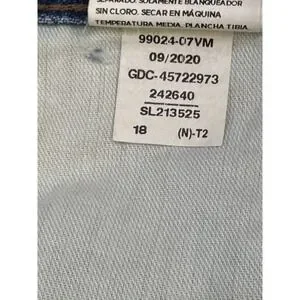 SEPARADO. SOLAMENTE BLANQUEADOR
SIN CLORO. SECAR EN MÁQUINA
TEMPERATURA MEDIA. PLANCHA TIBIA
99024-07VM
09/2020
GDC-45722973
242640
SL213525
18 (N)-T2